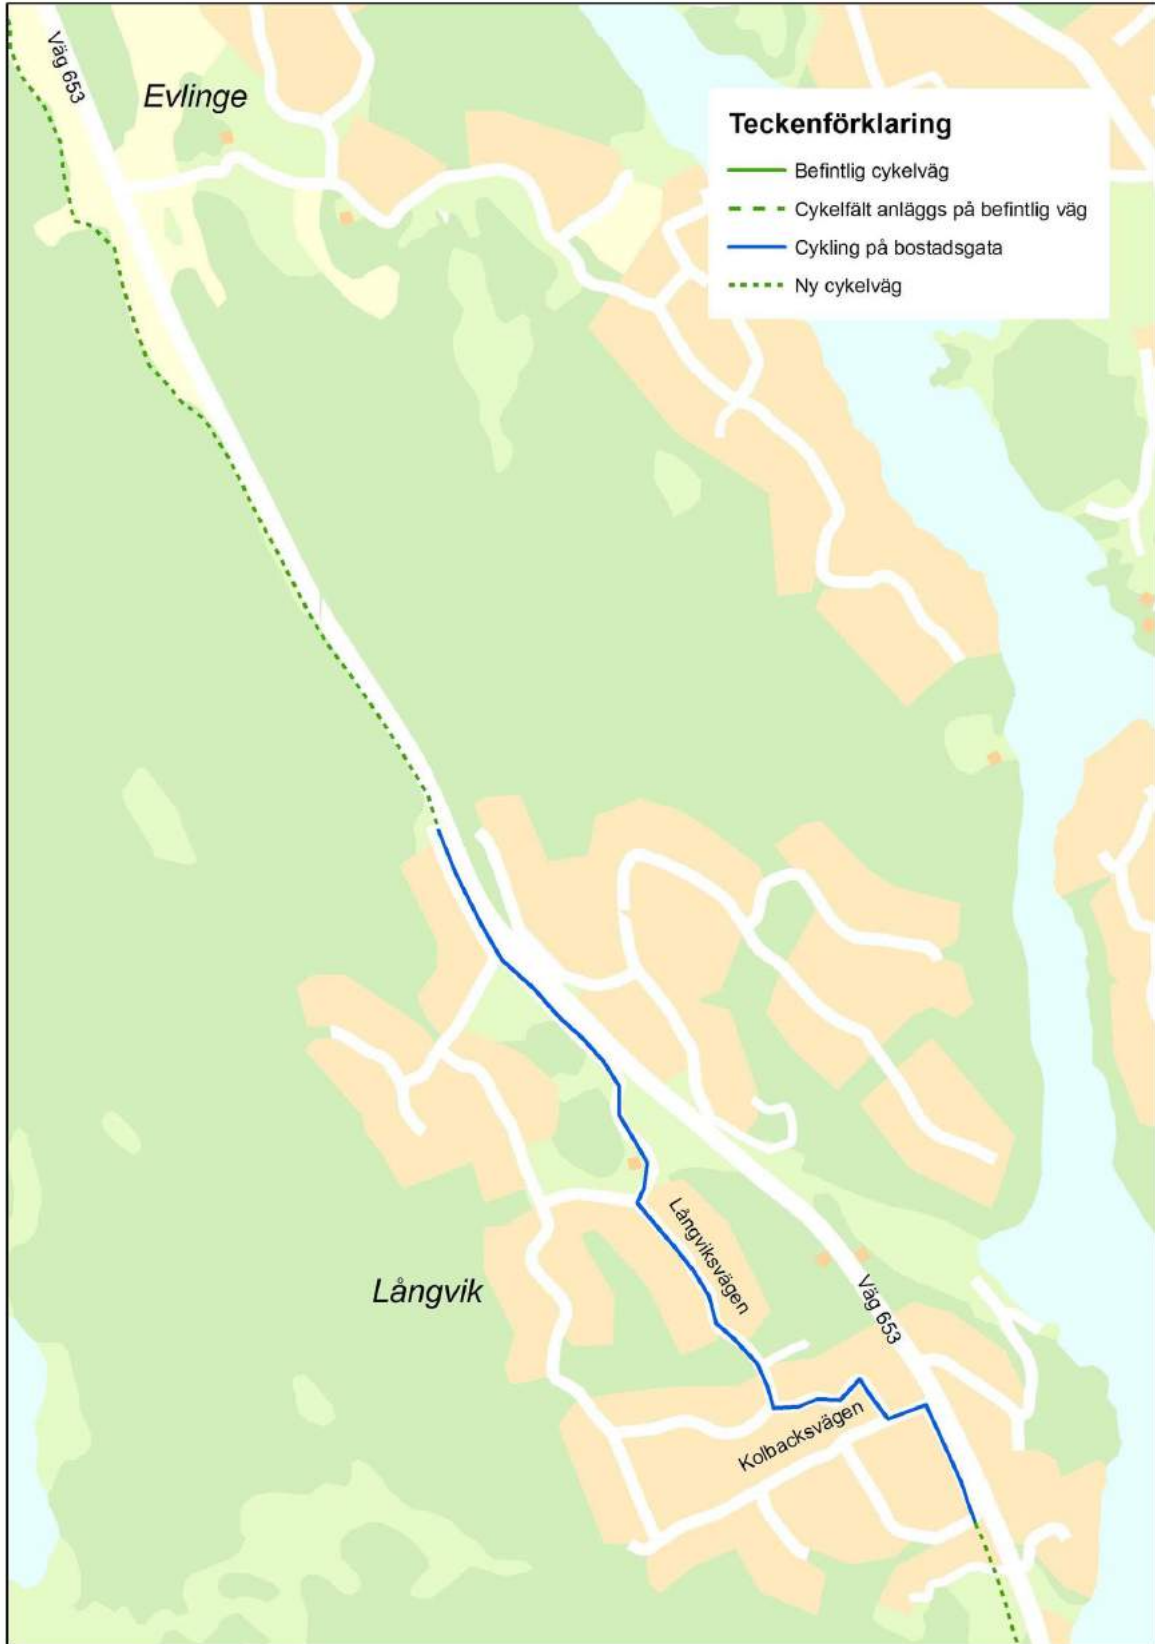 Väg 653
Evlinge
Teckenförklaring
Befintlig cykelväg
Cykelfält anläggs på befintlig väg
Cykling på bostadsgata
Ny cykelväg
Långviksvägen
Långvik
Väg 653
Kolbacksvägen